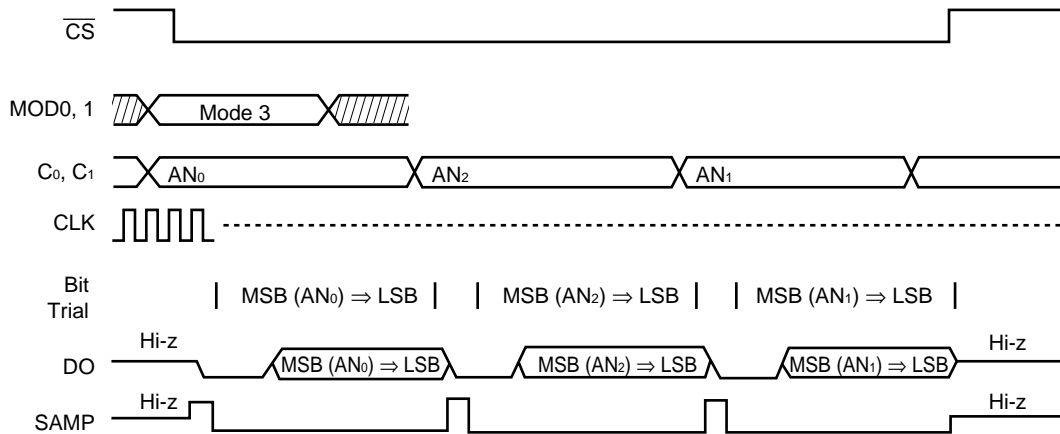 CS
MOD0, 1 Mode 3
C₀, C₁ AN₀ AN₂ AN₁
CLK
Bit
Trial
MSB (AN₀) ⇒ LSB MSB (AN₂) ⇒ LSB MSB (AN₁) ⇒ LSB
Hi-z Hi-z
DO MSB (AN₀) ⇒ LSB MSB (AN₂) ⇒ LSB MSB (AN₁) ⇒ LSB
Hi-z Hi-z
SAMP